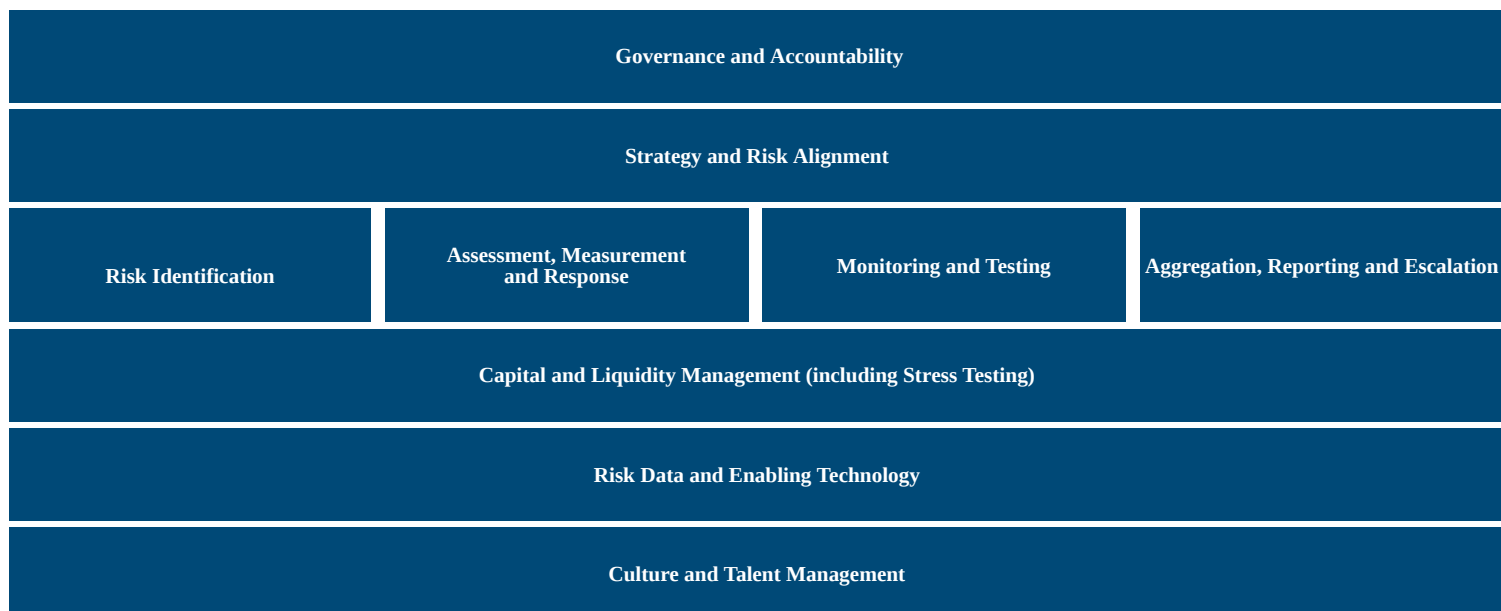 Governance and Accountability
Strategy and Risk Alignment
Risk Identification
Assessment, Measurement
and Response
Monitoring and Testing
Aggregation, Reporting and Escalation
Capital and Liquidity Management (including Stress Testing)
Risk Data and Enabling Technology
Culture and Talent Management